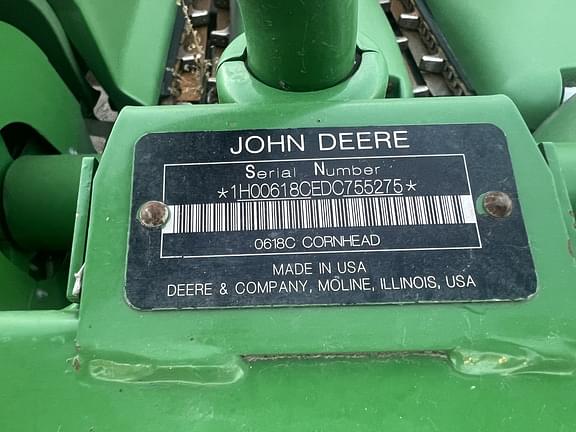 JOHN DEERE
Serial Number
*1H00618CEDC755275*
0618C CORNHEAD
MADE IN USA
DEERE & COMPANY, MOLINE, ILLINOIS, USA